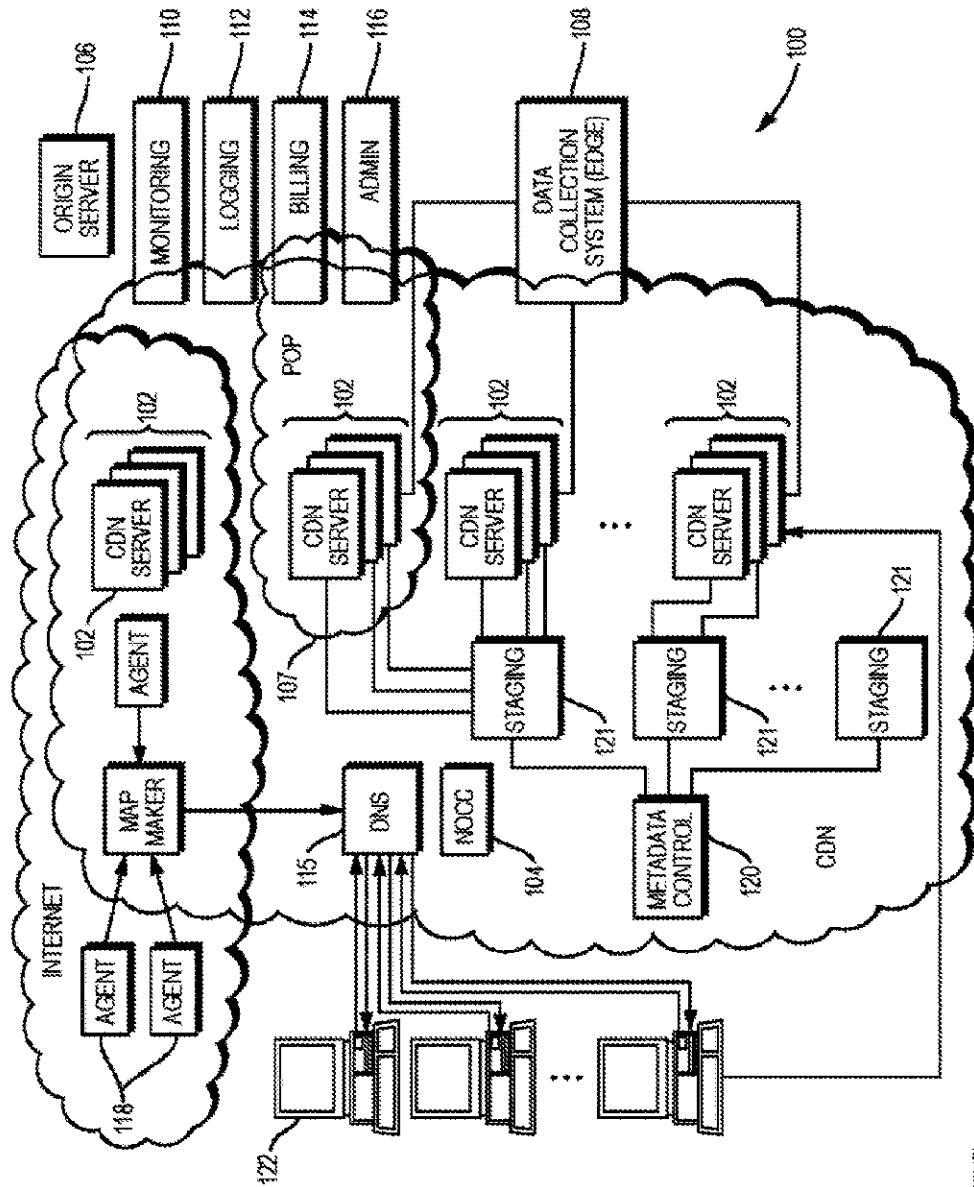 118
AGENT
AGENT
INTERNET
122
115
104
DNS
NOCC
MAP
MAKER
METADATA
CONTROL
120
CDN
AGENT
STAGING
121
STAGING
121
STAGING
121
107
102
CDN
SERVER
102
CDN
SERVER
102
CDN
SERVER
102
CDN
SERVER
102
POP
ORIGIN
SERVER
106
MONITORING
110
LOGGING
112
BILLING
114
ADMIN
116
DATA
COLLECTION
SYSTEM (EDGE)
108
100